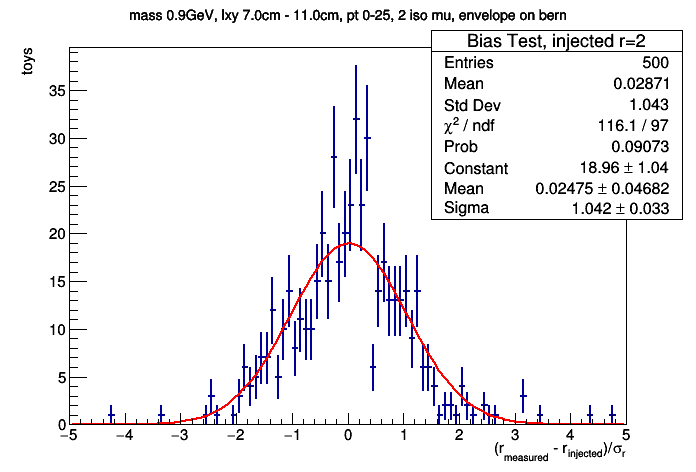 mass 0.9GeV, lxy 7.0cm - 11.0cm, pt 0-25, 2 iso mu, envelope on bern
toys
Bias Test, injected r=2
Entries 500
Mean 0.02871
Std Dev 1.043
χ² / ndf 116.1 / 97
Prob 0.09073
Constant 18.96 ± 1.04
Mean 0.02475 ± 0.04682
Sigma 1.042 ± 0.033
35
30
25
20
15
10
5
0
−5 −4 −3 −2 −1 0 1 2 3 4 5
(r_measured - r_injected)/σ_r